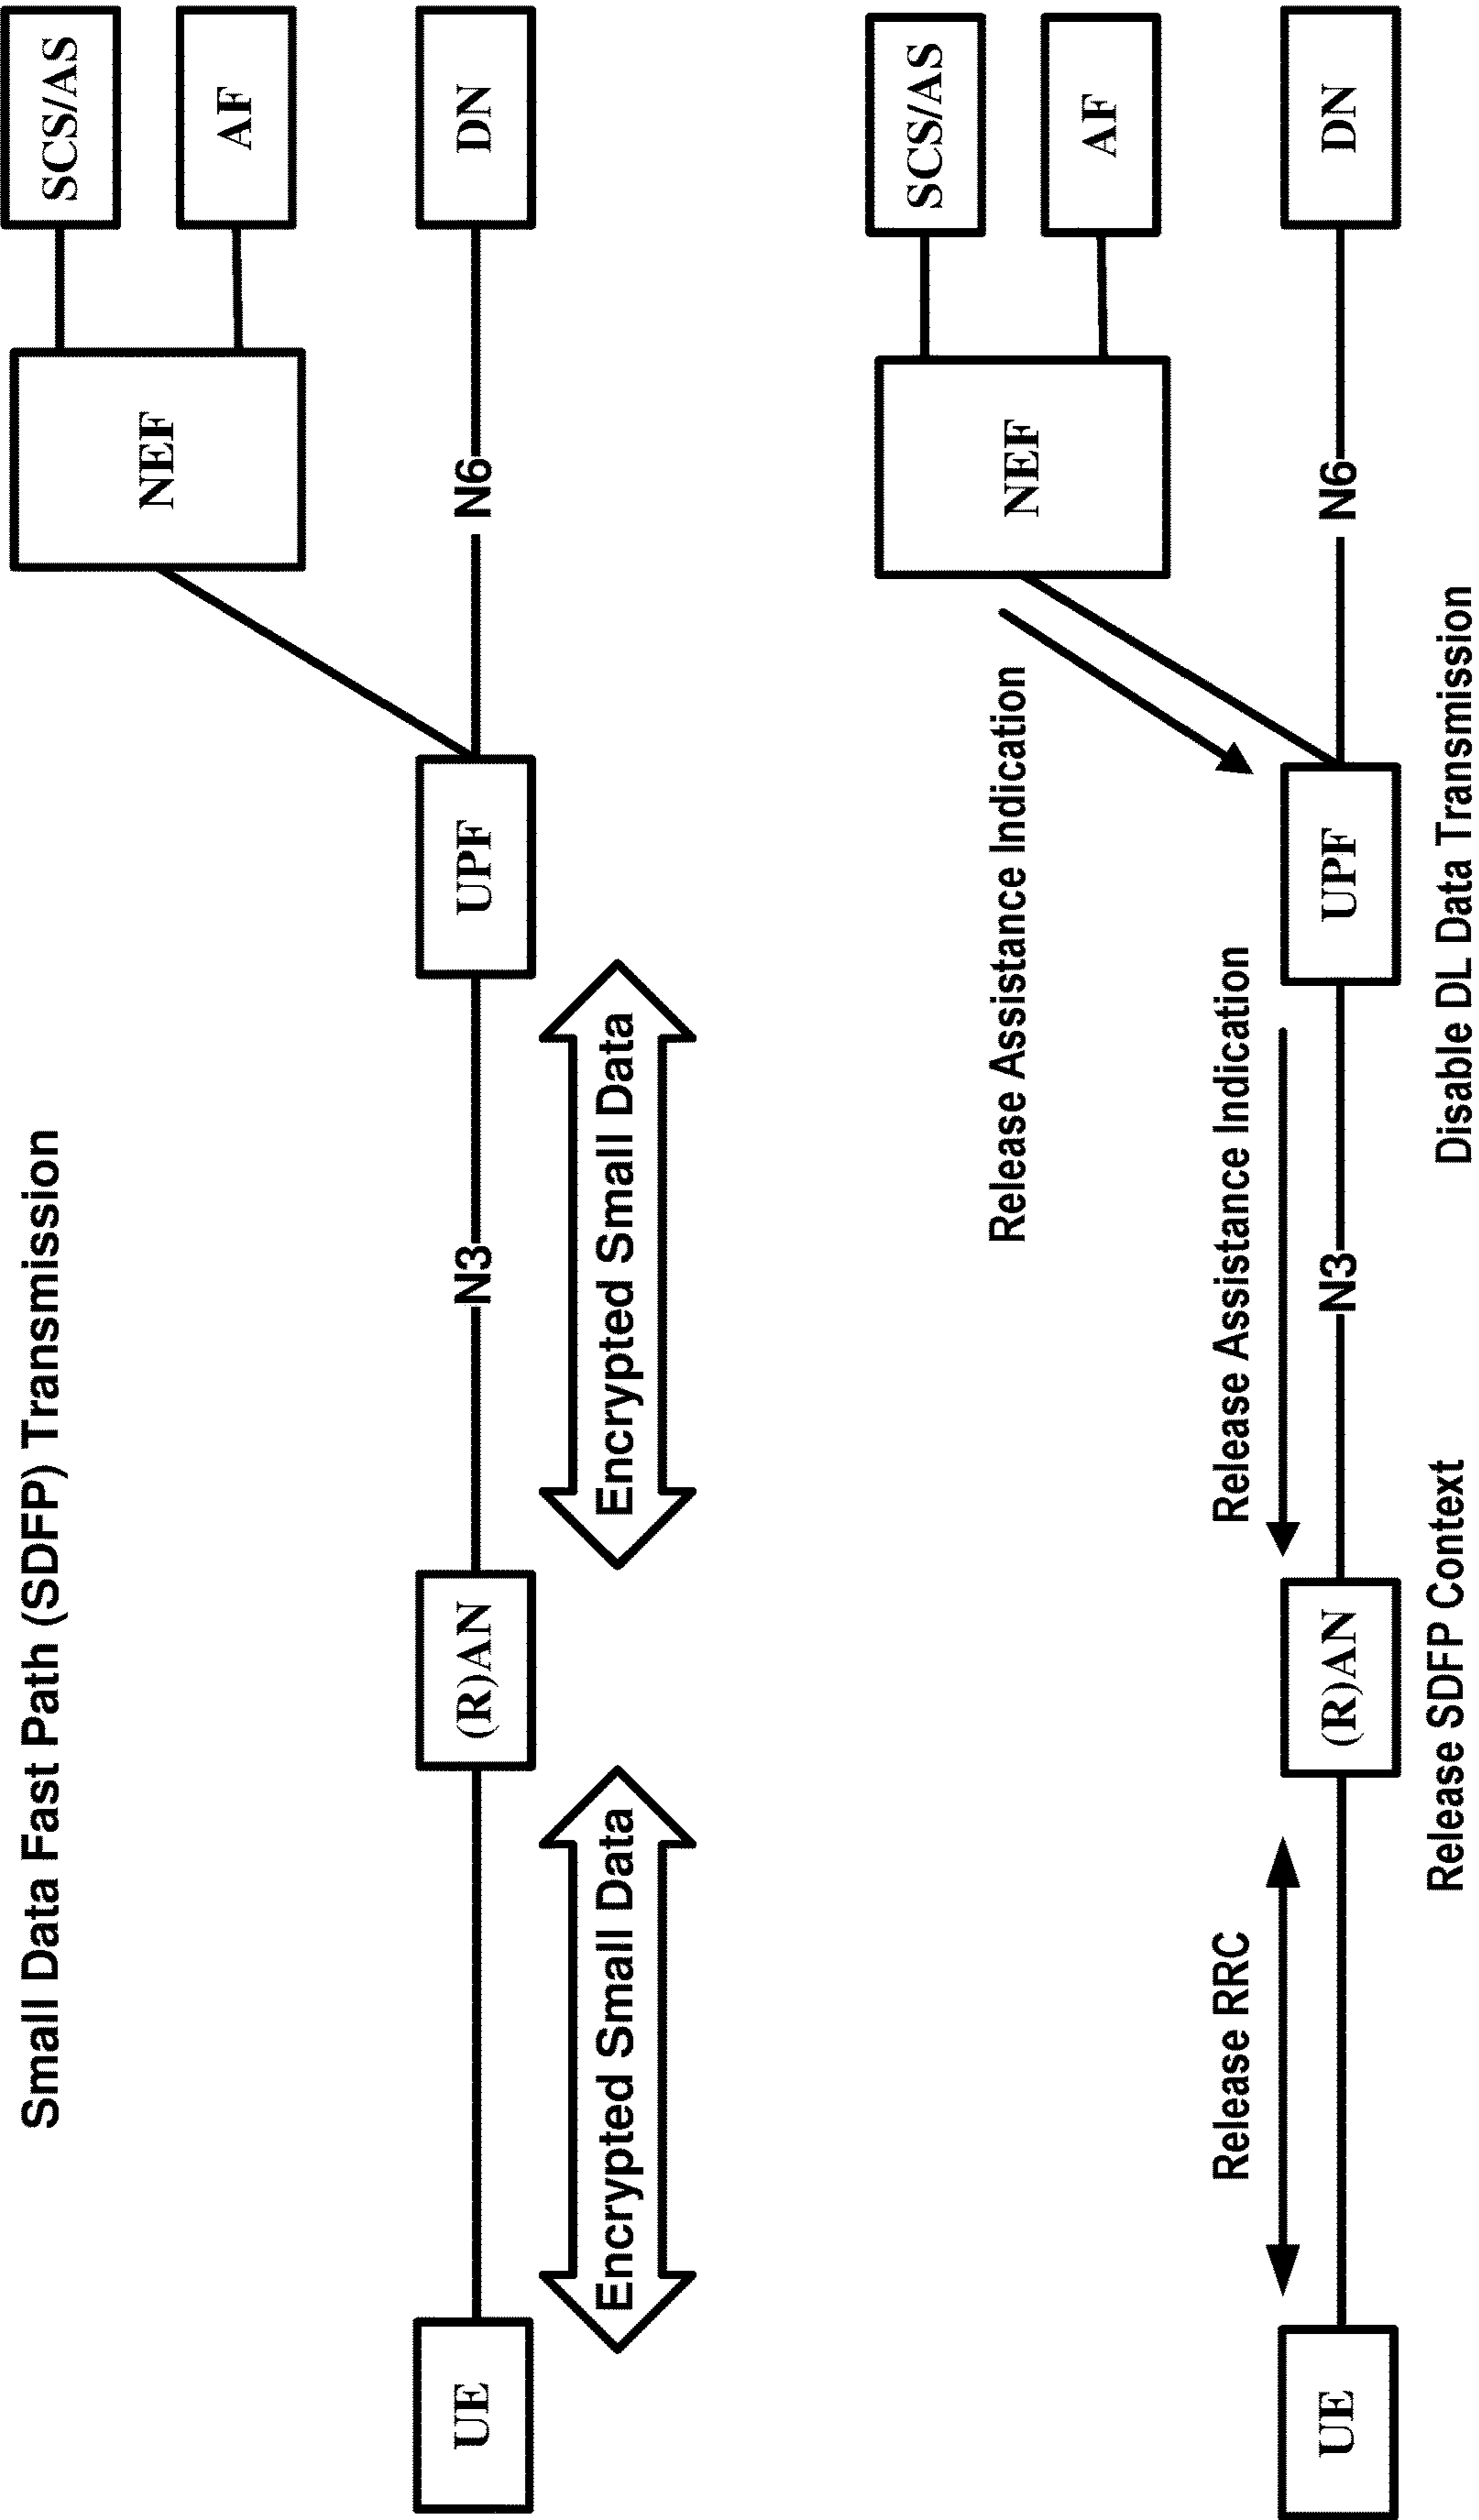 Small Data Fast Path (SDFP) Transmission
SCS/AS
NEF
AF
UE
(R)AN
N3
UPF
N6
DN
Encrypted Small Data
Encrypted Small Data
SCS/AS
NEF
Release Assistance Indication
AF
Release RRC
Release Assistance Indication
UE
(R)AN
N3
UPF
N6
DN
Release SDFP Context
Disable DL Data Transmission